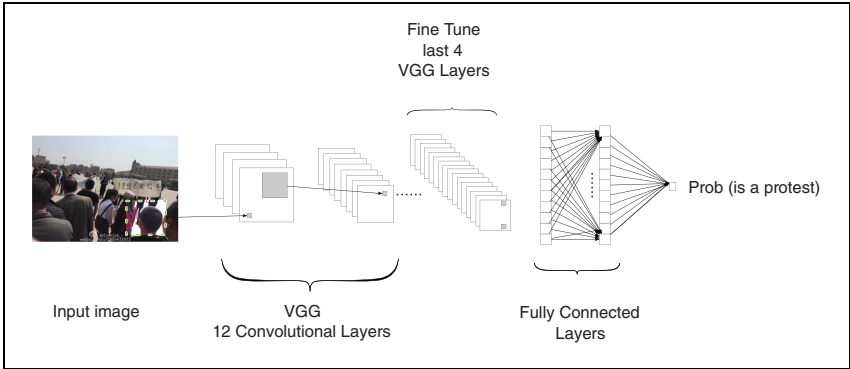 Fine Tune
last 4
VGG Layers
Prob (is a protest)
Input image
VGG
12 Convolutional Layers
Fully Connected
Layers